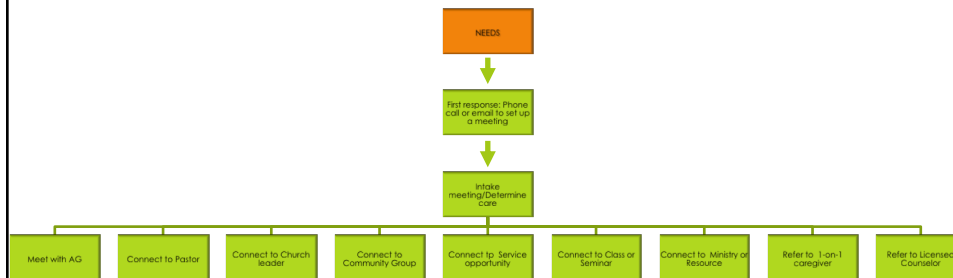 NEEDS
First response: Phone
call or email to set up
a meeting
Intake
meeting/Determine
care
Meet with AG
Connect to Pastor
Connect to Church
leader
Connect to
Community Group
Connect tp Service
opportunity
Connect to Class or
Seminar
Connect to Ministry or
Resource
Refer to 1-on-1
caregiver
Refer to Licensed
Counselor